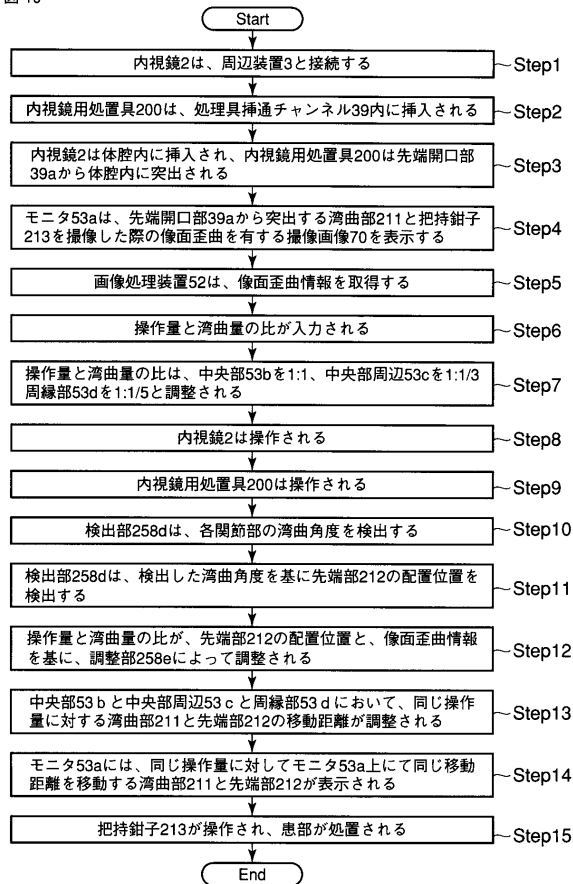 Start
内視鏡2は、周辺装置3と接続する
Step1
内視鏡用処置具200は、処理具挿通チャンネル39内に挿入される
Step2
内視鏡2は体腔内に挿入され、内視鏡用処置具200は先端開口部
39aから体腔内に突出される
Step3
モニタ53aは、先端開口部39aから突出する湾曲部211と把持鉗子
213を撮像した際の像面歪曲を有する撮像画像70を表示する
Step4
画像処理装置52は、像面歪曲情報を取得する
Step5
操作量と湾曲量の比が入力される
Step6
操作量と湾曲量の比は、中央部53bを1:1、中央部周辺53cを1:1/3
周縁部53dを1:1/5と調整される
Step7
内視鏡2は操作される
Step8
内視鏡用処置具200は操作される
Step9
検出部258dは、各関節部の湾曲角度を検出する
Step10
検出部258dは、検出した湾曲角度を基に先端部212の配置位置を
検出する
Step11
操作量と湾曲量の比が、先端部212の配置位置と、像面歪曲情報
を基に、調整部258eによって調整される
Step12
中央部53bと中央部周辺53cと周縁部53dにおいて、同じ操作
量に対する湾曲部211と先端部212の移動距離が調整される
Step13
モニタ53aには、同じ操作量に対してモニタ53a上にて同じ移動
距離を移動する湾曲部211と先端部212が表示される
Step14
把持鉗子213が操作され、患部が処置される
Step15
End